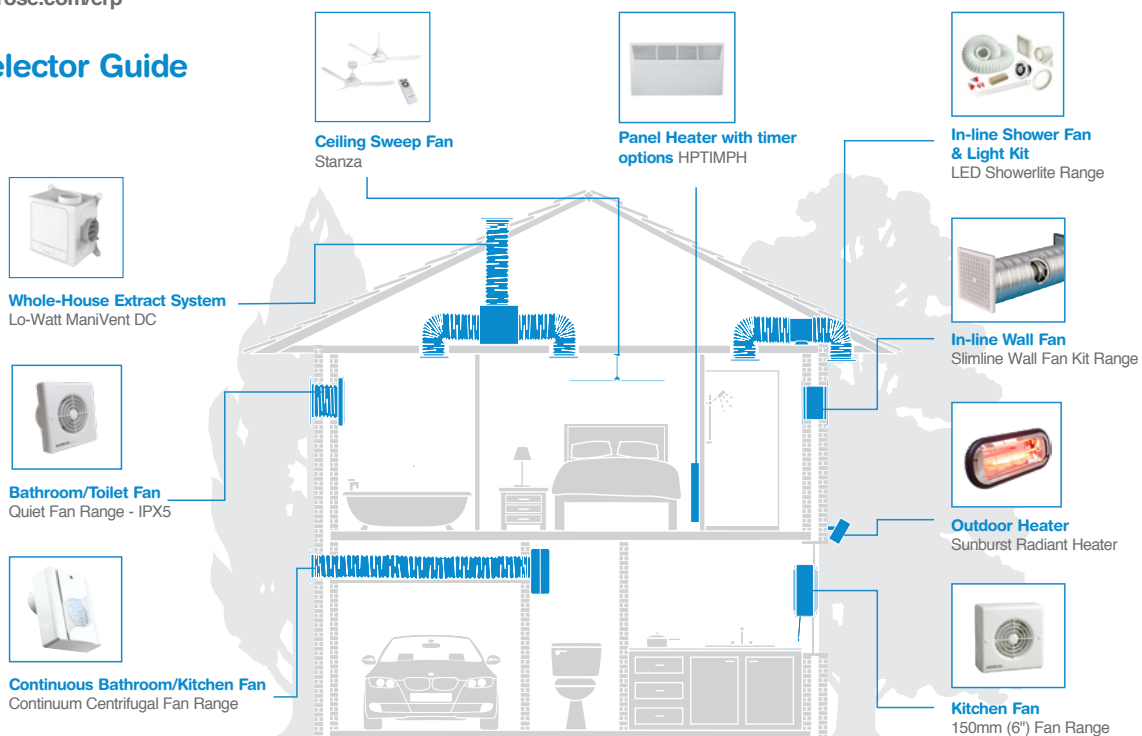 rose.com/erp
elector Guide
Ceiling Sweep Fan
Stanza
Panel Heater with timer
options HPTIMPH
In-line Shower Fan
& Light Kit
LED Showerlite Range
Whole-House Extract System
Lo-Watt ManiVent DC
In-line Wall Fan
Slimline Wall Fan Kit Range
Bathroom/Toilet Fan
Quiet Fan Range - IPX5
Outdoor Heater
Sunburst Radiant Heater
Continuous Bathroom/Kitchen Fan
Continuum Centrifugal Fan Range
Kitchen Fan
150mm (6") Fan Range